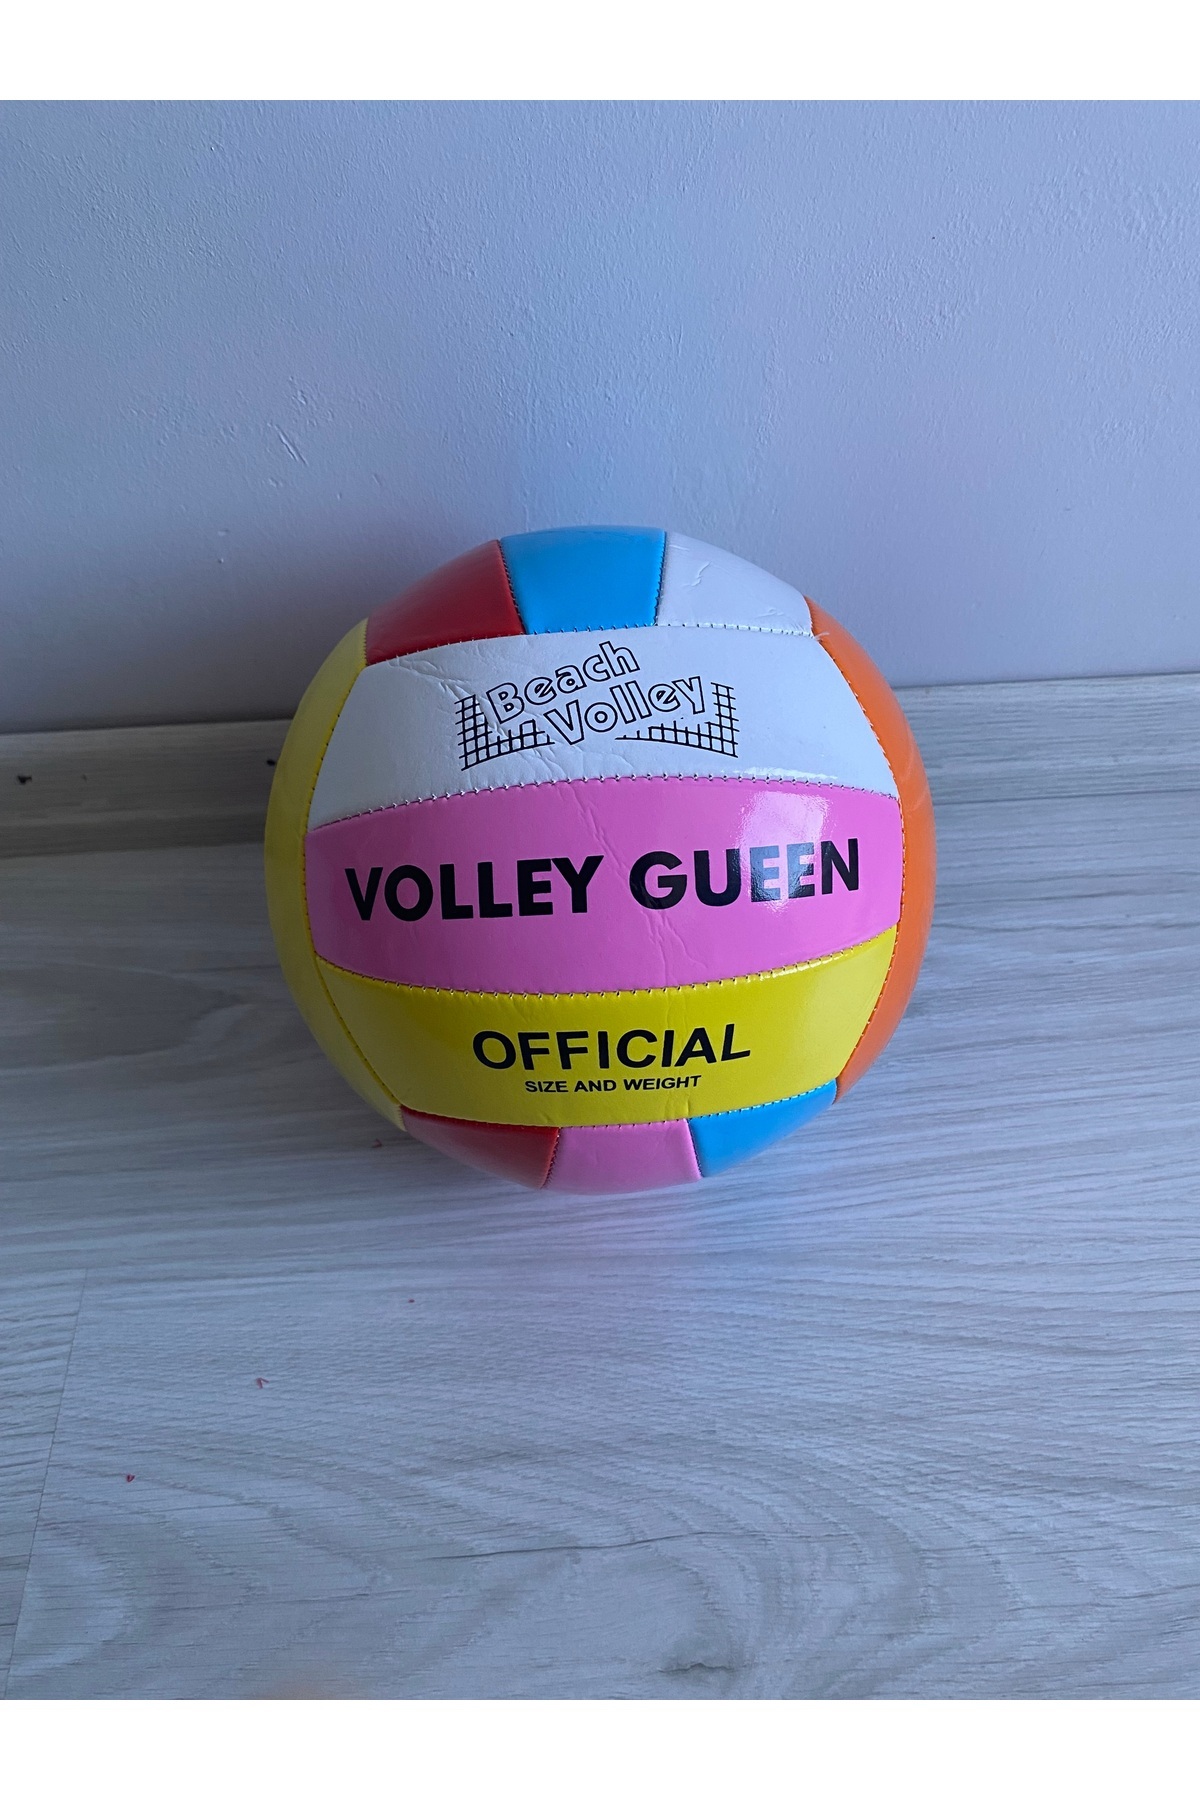 Beach
Volley
VOLLEY GUEEN
OFFICIAL
SIZE AND WEIGHT